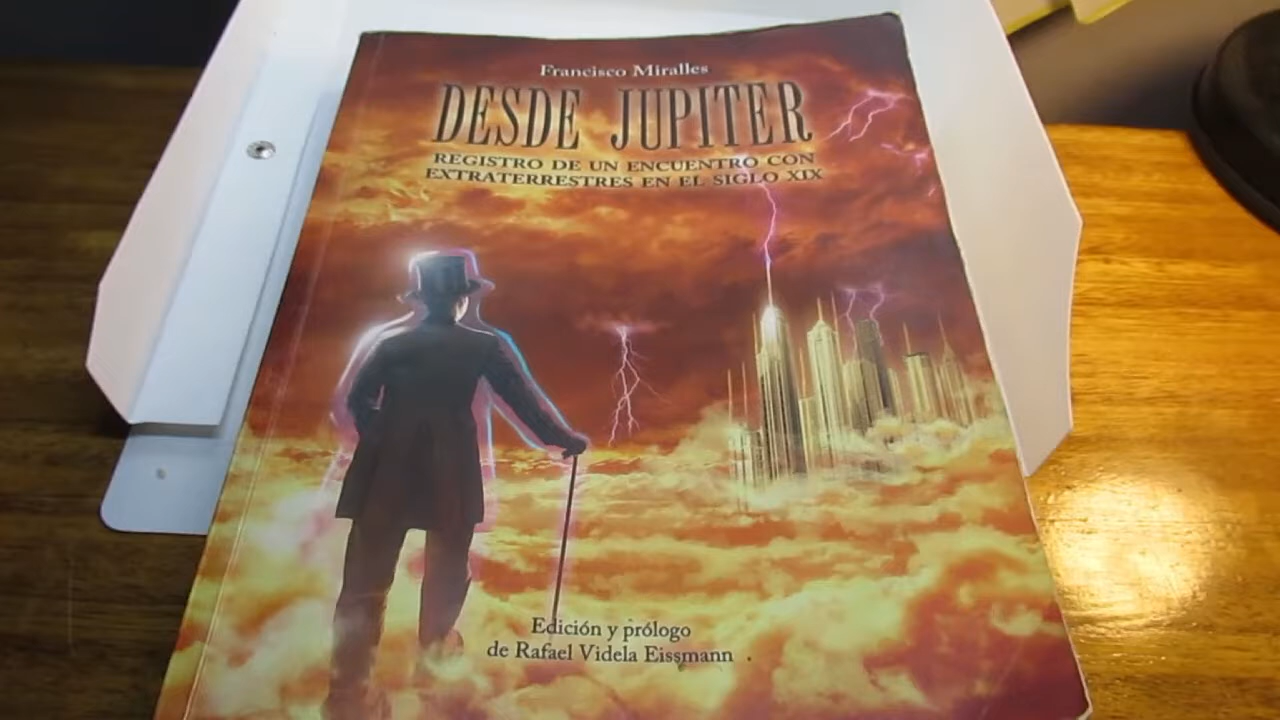 Francisco Miralles
DESDE JUPITER
REGISTRO DE UN ENCUENTRO CON
EXTRATERRESTRES EN EL SIGLO XIX
Edición y prólogo
de Rafael Videla Eissmann